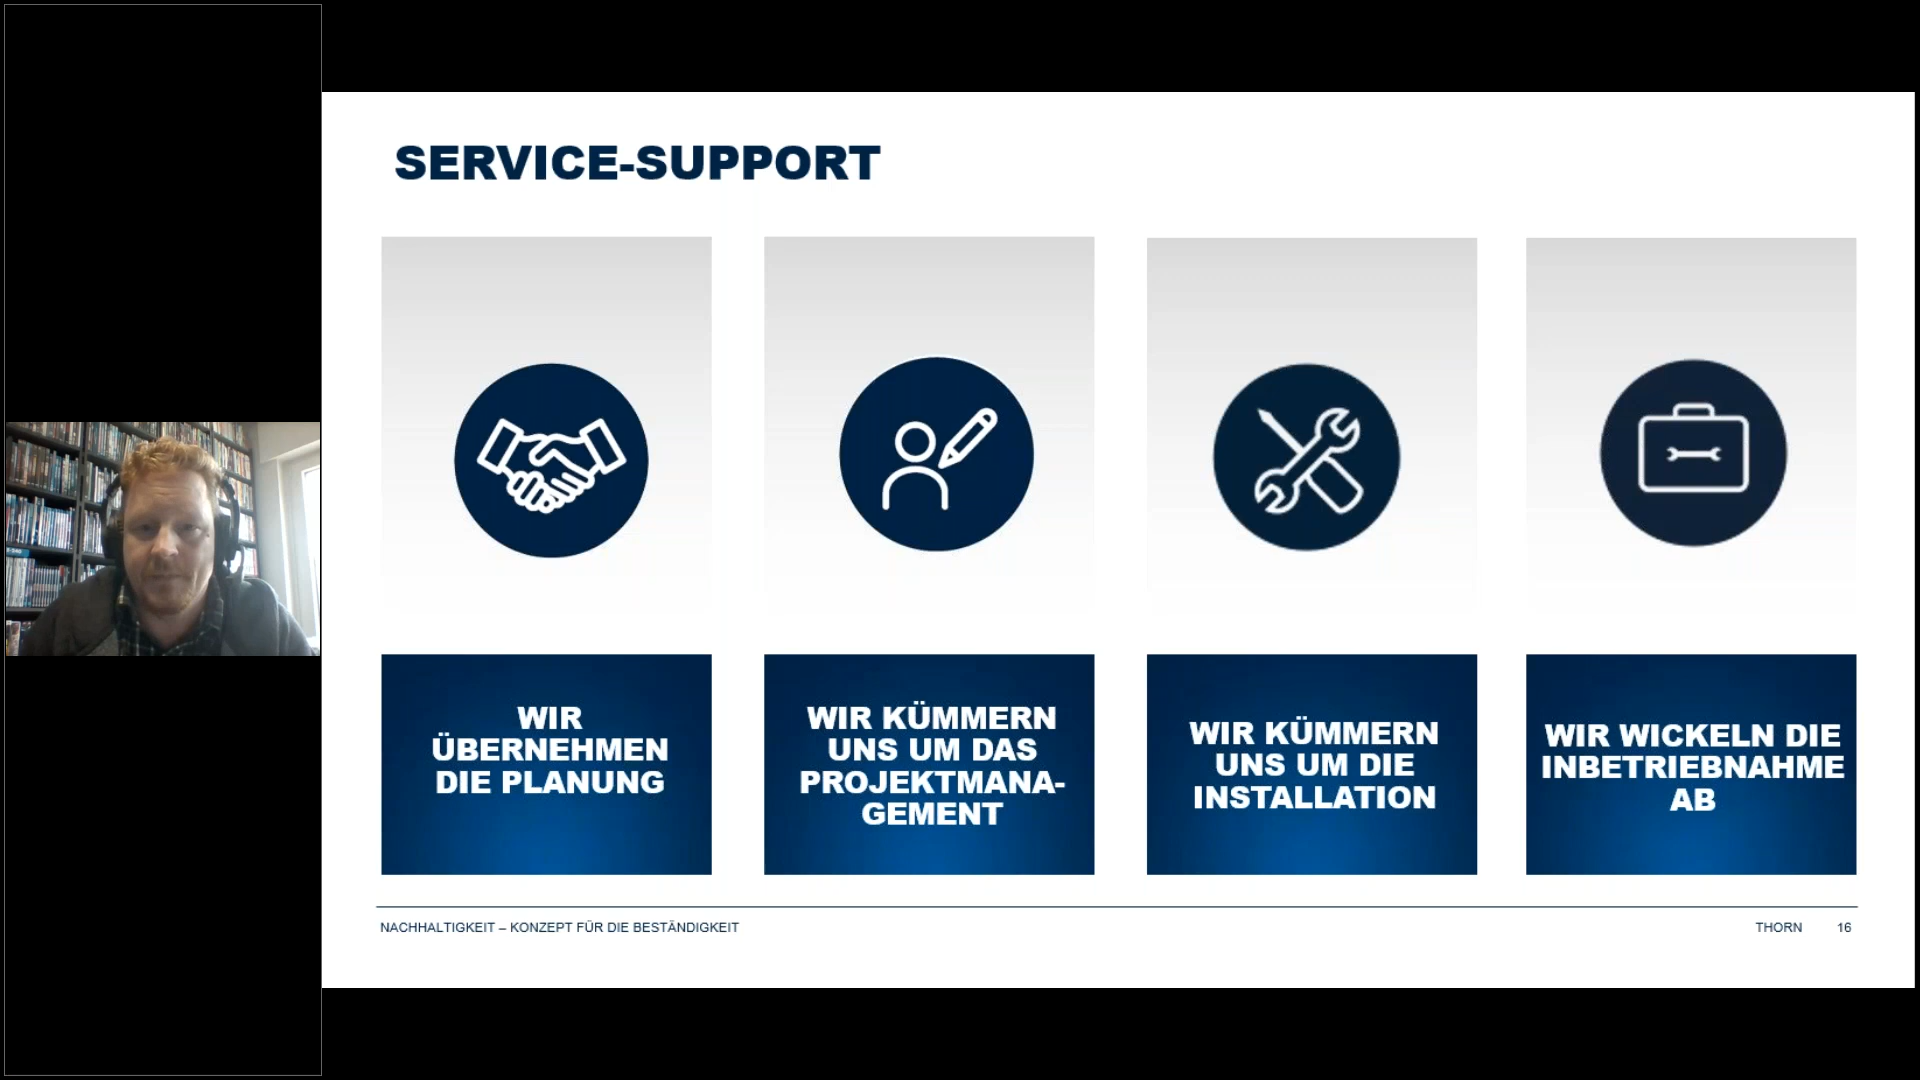 SERVICE-SUPPORT
WIR
ÜBERNEHMEN
DIE PLANUNG
WIR KÜMMERN
UNS UM DAS
PROJEKTMANA-
GEMENT
WIR KÜMMERN
UNS UM DIE
INSTALLATION
WIR WICKELN DIE
INBETRIEBNAHME
AB
NACHHALTIGKEIT – KONZEPT FÜR DIE BESTÄNDIGKEIT
THORN 16